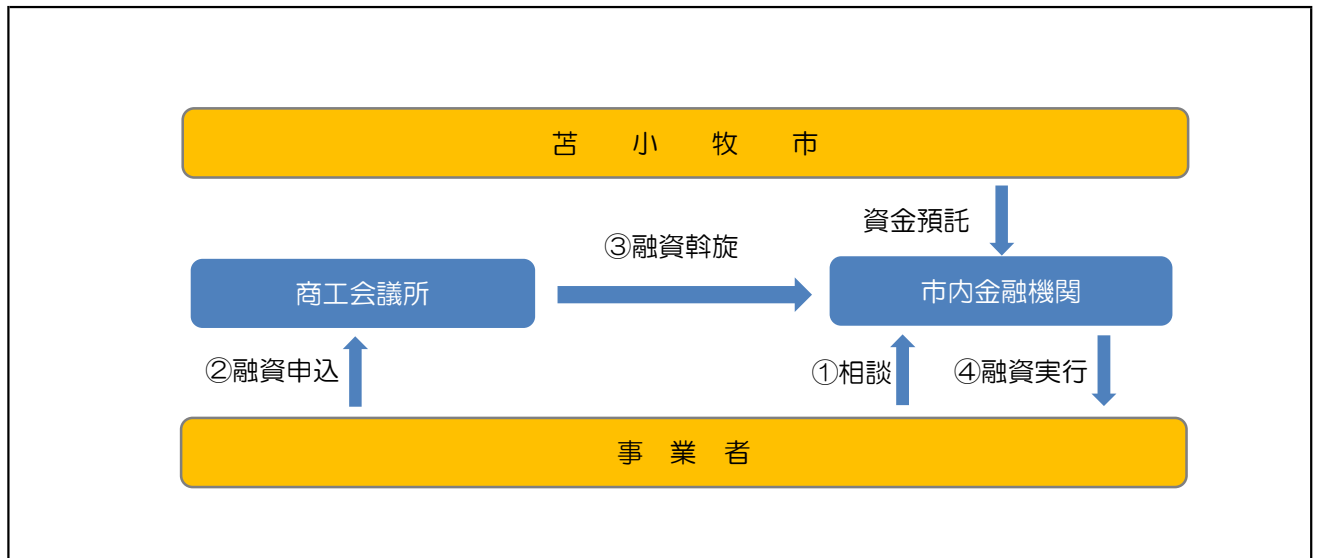 苫 小 牧 市
資金預託
③融資斡旋
商工会議所
市内金融機関
②融資申込
①相談
④融資実行
事 業 者